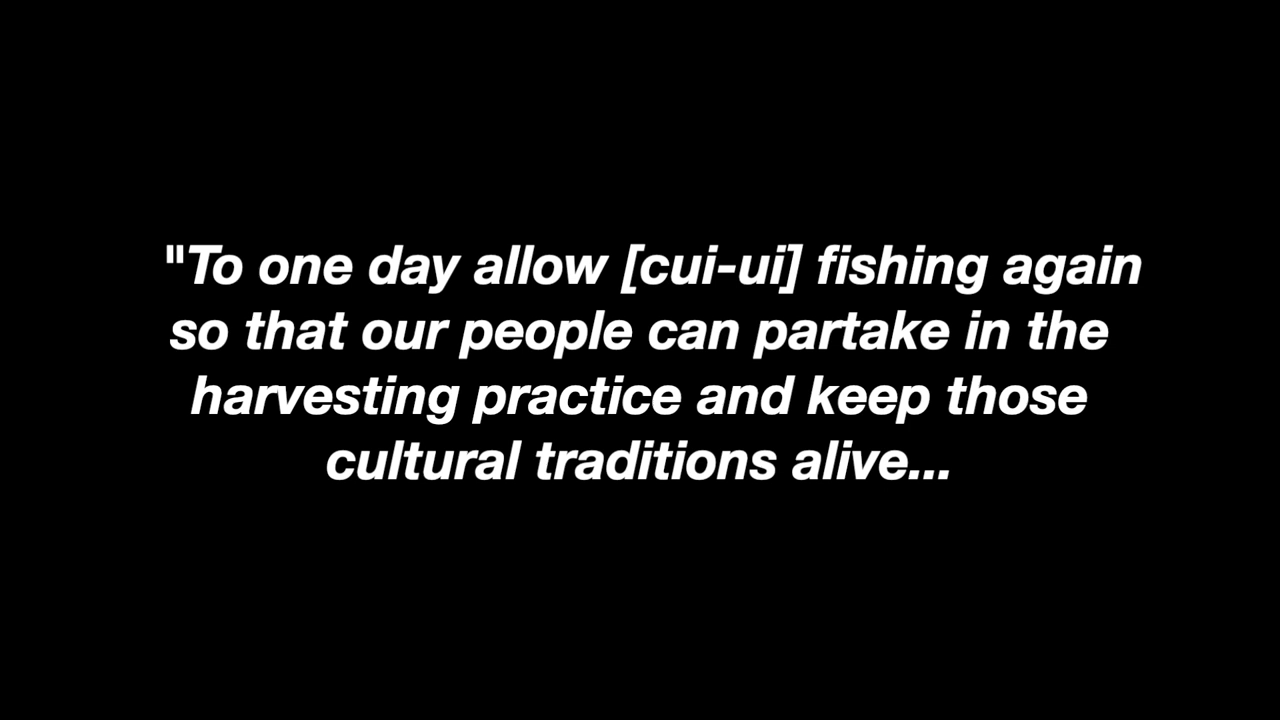 "To one day allow [cui-ui] fishing again
so that our people can partake in the
harvesting practice and keep those
cultural traditions alive...